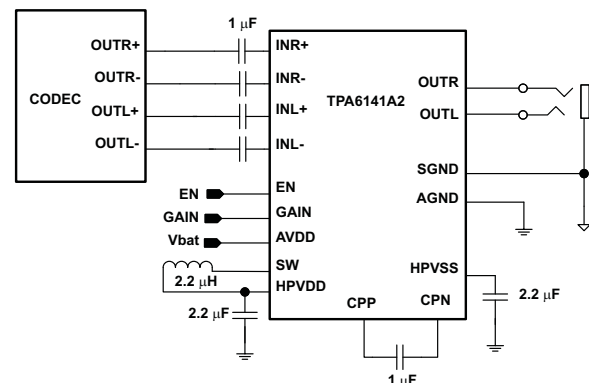 1 μF
OUTR+
INR+
OUTR-
INR-
OUTR
CODEC
TPA6141A2
OUTL+
INL+
OUTL
OUTL-
INL-
SGND
EN
EN
AGND
GAIN
GAIN
Vbat
AVDD
SW
HPVSS
2.2 μH
HPVDD
2.2 μF
2.2 μF
CPP
CPN
1 μF